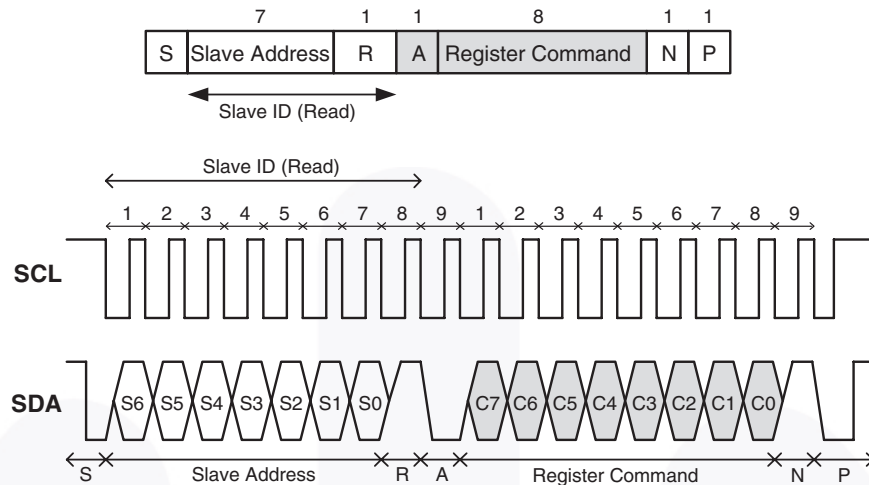 7 1 1 8 1 1
S Slave Address R A Register Command N P
Slave ID (Read)
Slave ID (Read)
1 2 3 4 5 6 7 8 9 1 2 3 4 5 6 7 8 9
SCL
SDA S6 S5 S4 S3 S2 S1 S0 C7 C6 C5 C4 C3 C2 C1 C0
S Slave Address R A Register Command N P